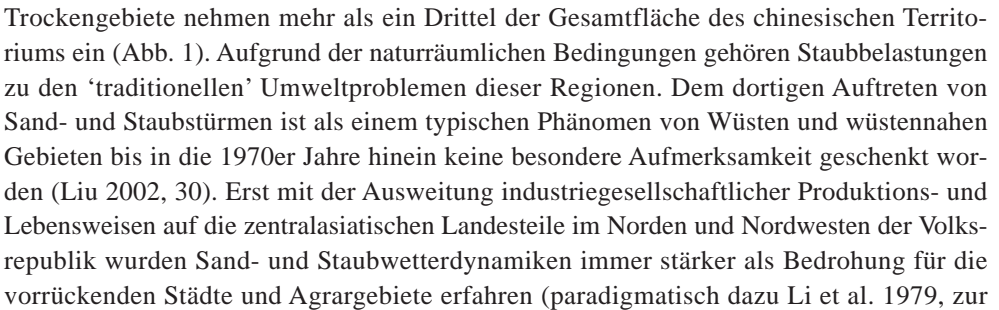 Trockengebiete nehmen mehr als ein Drittel der Gesamtfläche des chinesischen Territo-
riums ein (Abb. 1). Aufgrund der naturräumlichen Bedingungen gehören Staubbelastungen
zu den ‘traditionellen’ Umweltproblemen dieser Regionen. Dem dortigen Auftreten von
Sand- und Staubstürmen ist als einem typischen Phänomen von Wüsten und wüstennahen
Gebieten bis in die 1970er Jahre hinein keine besondere Aufmerksamkeit geschenkt wor-
den (Liu 2002, 30). Erst mit der Ausweitung industriegesellschaftlicher Produktions- und
Lebensweisen auf die zentralasiatischen Landesteile im Norden und Nordwesten der Volks-
republik wurden Sand- und Staubwetterdynamiken immer stärker als Bedrohung für die
vorrückenden Städte und Agrargebiete erfahren (paradigmatisch dazu Li et al. 1979, zur